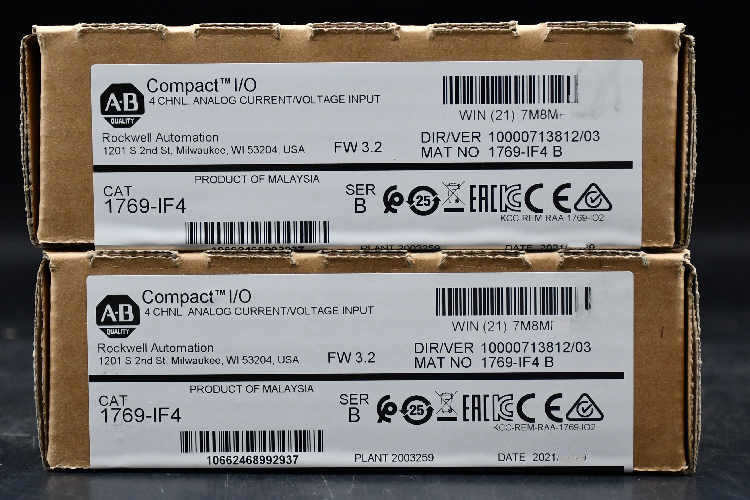 A-B
QUALITY
Compact™ I/O
4 CHNL. ANALOG CURRENT/VOLTAGE INPUT
WIN (21) 7M8M
Rockwell Automation
1201 S 2nd St, Milwaukee, WI 53204, USA
FW 3.2
DIR/VER 10000713812/03
MAT NO 1769-IF4 B
PRODUCT OF MALAYSIA
CAT
1769-IF4
SER
B
25
EAC
CE
KCC-REM-RAA-1769-IO2
10662468992937
PLANT 2003259
DATE 2021/
A-B
QUALITY
Compact™ I/O
4 CHNL. ANALOG CURRENT/VOLTAGE INPUT
WIN (21) 7M8M
Rockwell Automation
1201 S 2nd St, Milwaukee, WI 53204, USA
FW 3.2
DIR/VER 10000713812/03
MAT NO 1769-IF4 B
PRODUCT OF MALAYSIA
CAT
1769-IF4
SER
B
25
EAC
CE
KCC-REM-RAA-1769-IO2
10662468992937
PLANT 2003259
DATE 2021/